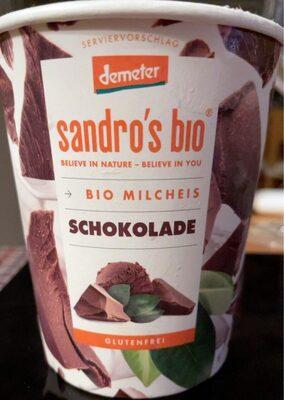 SERVIERVORSCHLAG
demeter
sandro's bio®
BELIEVE IN NATURE – BELIEVE IN YOU
→ BIO MILCHEIS
SCHOKOLADE
GLUTENFREI